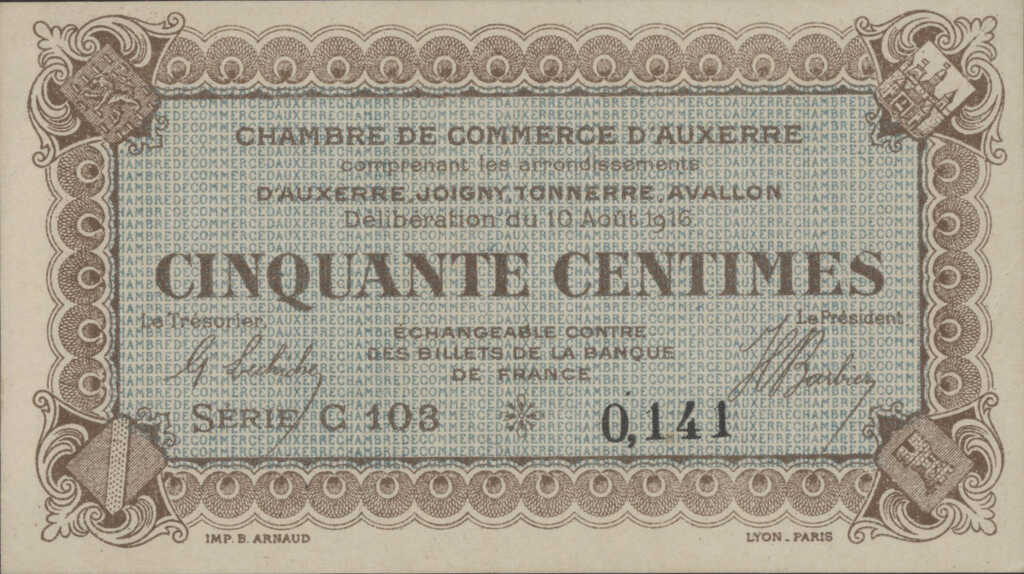 CHAMBRE DE COMMERCE D'AUXERRE
comprenant les arrondissements
D'AUXERRE, JOIGNY, TONNERRE, AVALLON
Délibération du 10 Août 1916
CINQUANTE CENTIMES
Le Trésorier
Le Président
ÉCHANGEABLE CONTRE
DES BILLETS DE LA BANQUE
DE FRANCE
SÉRIE C 103
0,141
IMP. B. ARNAUD
LYON - PARIS